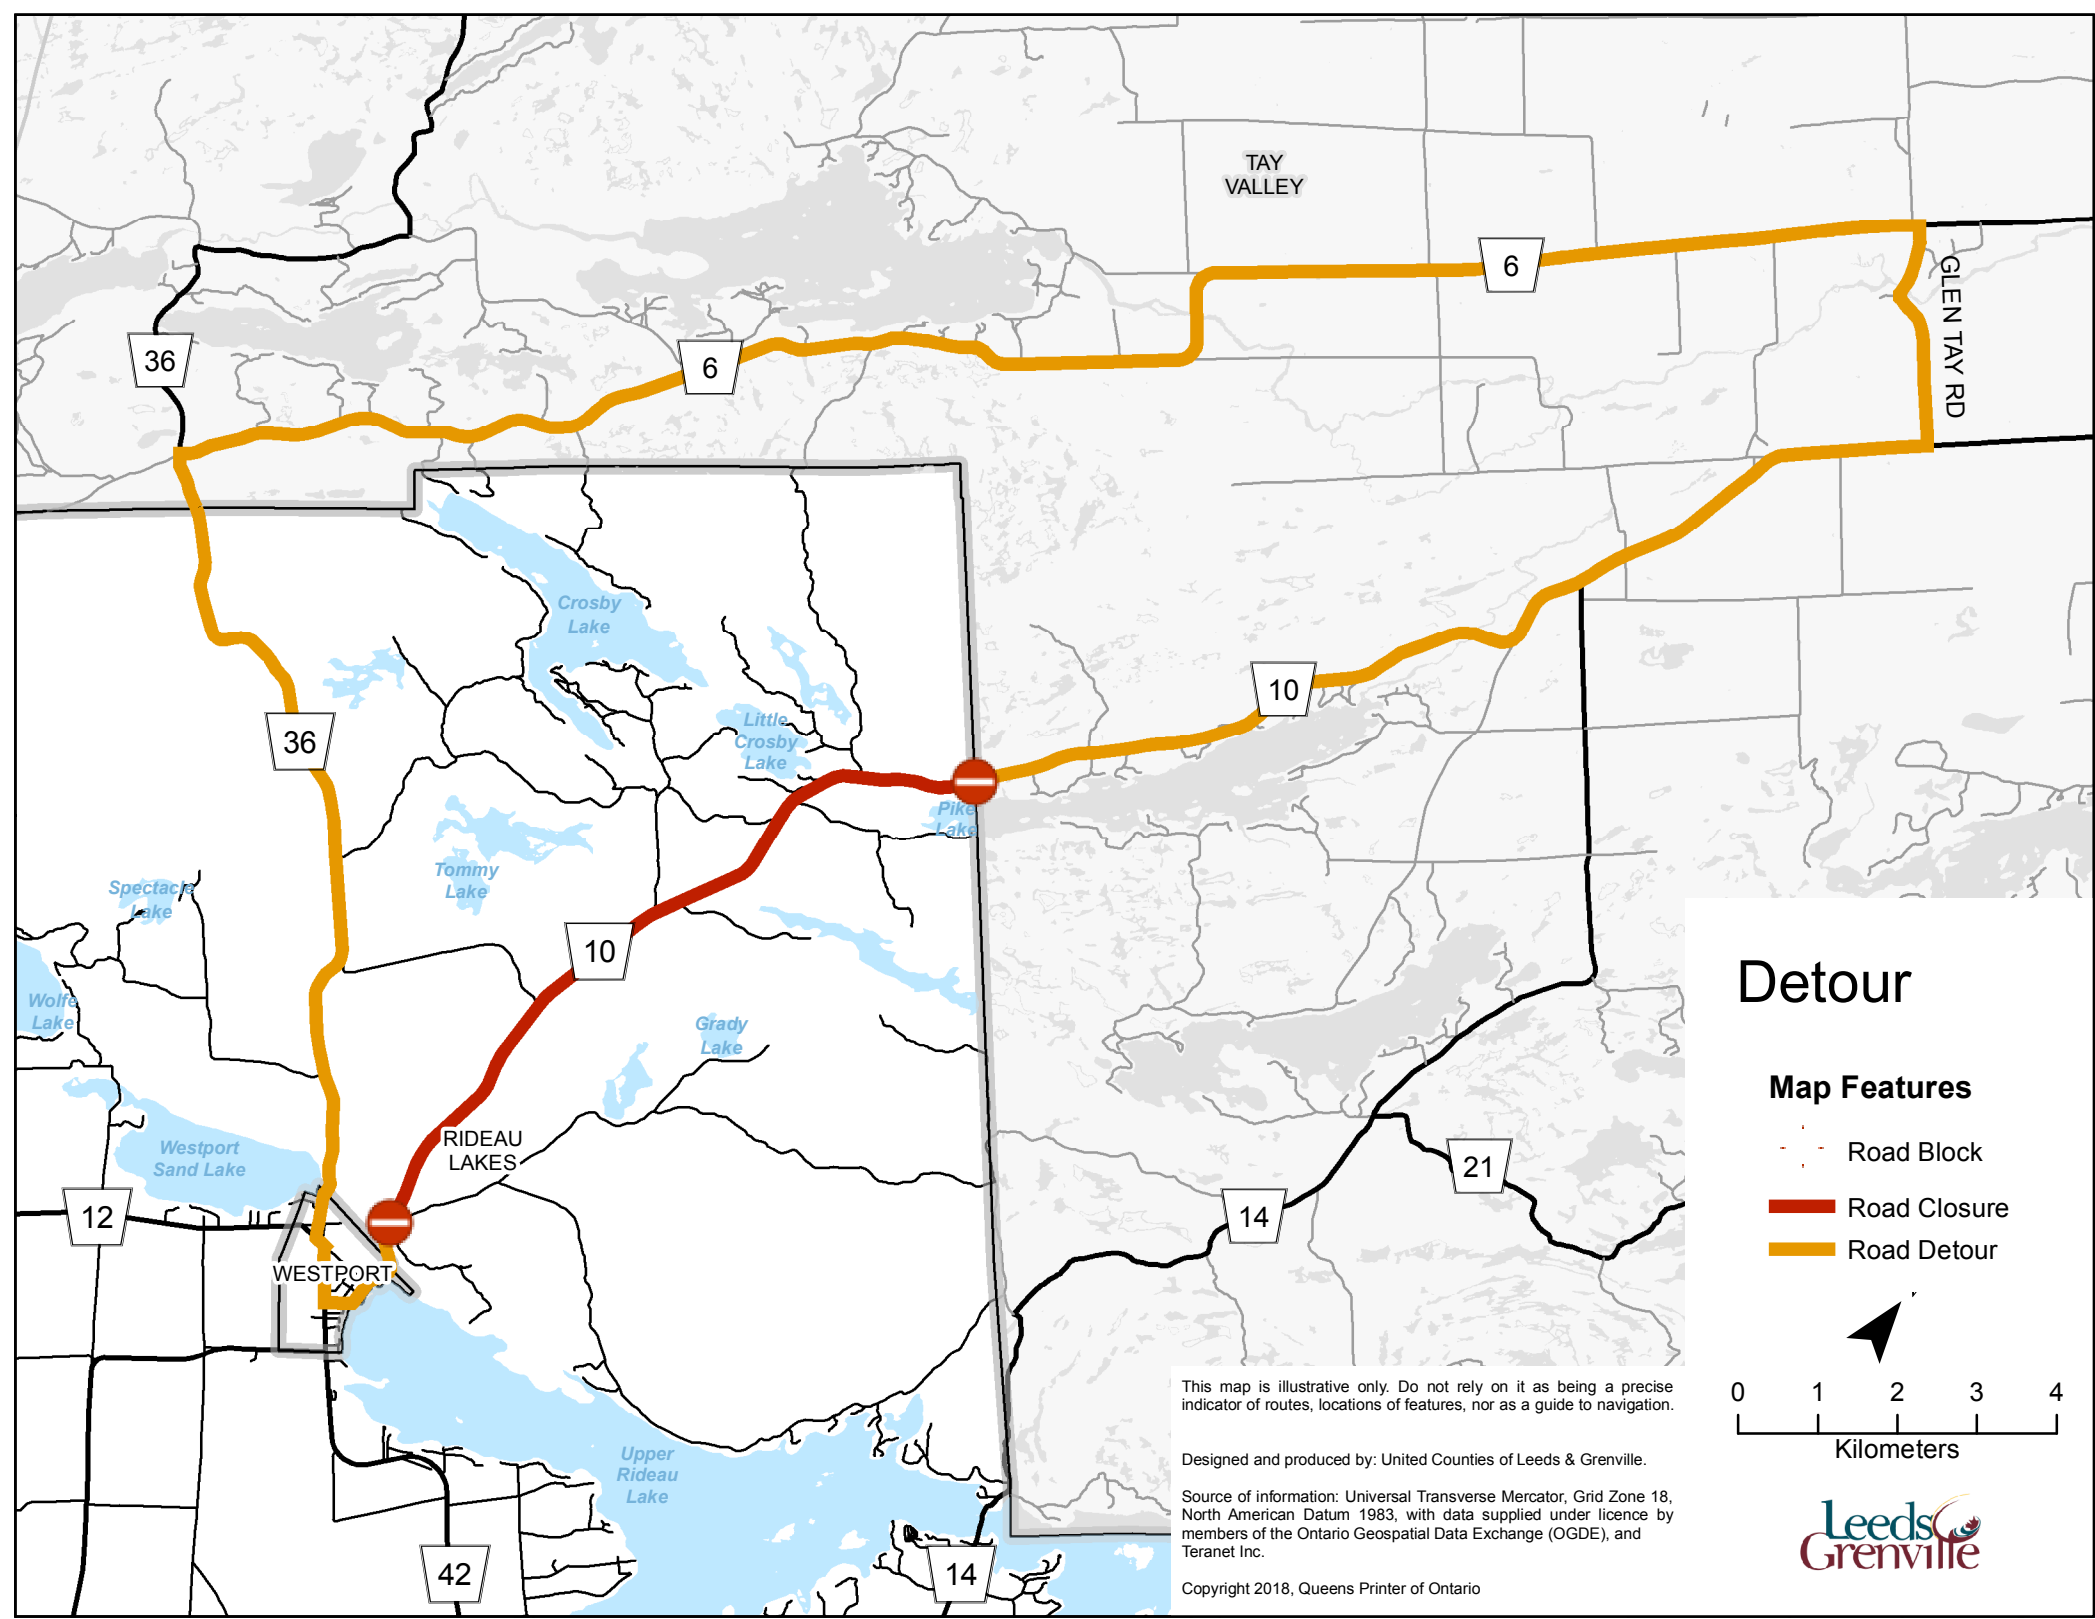 TAY
VALLEY
6
GLEN TAY RD
36
6
Crosby
Lake
10
36
Little
Crosby
Lake
Pike
Lake
Tommy
Lake
Spectacle
Lake
10
Wolfe
Lake
Grady
Lake
RIDEAU
LAKES
Westport
Sand Lake
12
WESTPORT
21
14
Upper
Rideau
Lake
42
14
Detour
Map Features
Road Block
Road Closure
Road Detour
0 1 2 3 4
Kilometers
Leeds
Grenville
This map is illustrative only. Do not rely on it as being a precise
indicator of routes, locations of features, nor as a guide to navigation.
Designed and produced by: United Counties of Leeds & Grenville.
Source of information: Universal Transverse Mercator, Grid Zone 18,
North American Datum 1983, with data supplied under licence by
members of the Ontario Geospatial Data Exchange (OGDE), and
Teranet Inc.
Copyright 2018, Queens Printer of Ontario